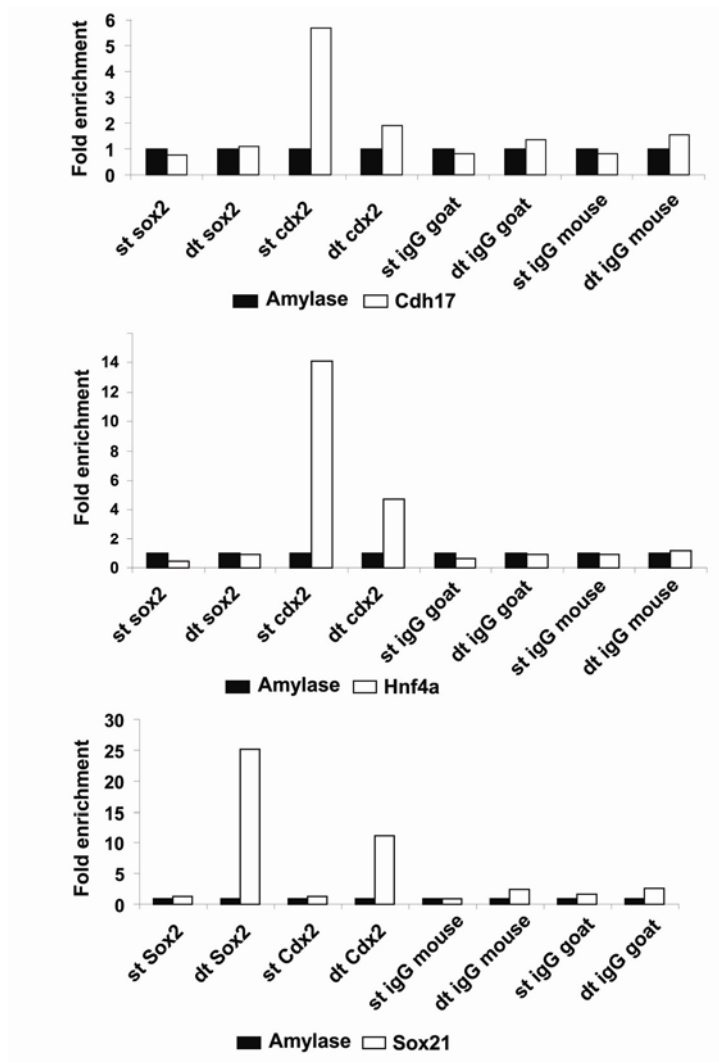 Fold enrichment
6
5
4
3
2
1
0
st sox2 dt sox2 st cdx2 dt cdx2 st igG goat dt igG goat st igG mouse dt igG mouse
Amylase Cdh17
Fold enrichment
14
12
10
8
6
4
2
0
st sox2 dt sox2 st cdx2 dt cdx2 st igG goat dt igG goat st igG mouse dt igG mouse
Amylase Hnf4a
Fold enrichment
30
25
20
15
10
5
0
st Sox2 dt Sox2 st Cdx2 dt Cdx2 st igG mouse dt igG mouse st igG goat dt igG goat
Amylase Sox21